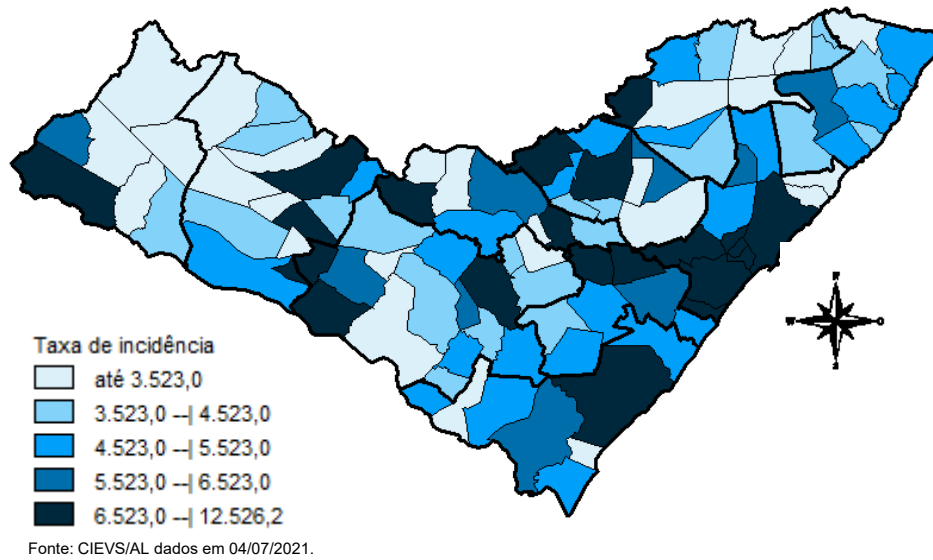 N
W
O
S
Taxa de incidência
até 3.523,0
3.523,0 --| 4.523,0
4.523,0 --| 5.523,0
5.523,0 --| 6.523,0
6.523,0 --| 12.526,2
Fonte: CIEVS/AL dados em 04/07/2021.